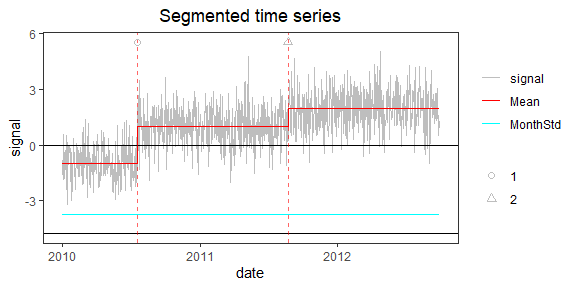 Segmented time series
6
3
0
-3
signal
2010
2011
2012
date
signal
Mean
MonthStd
1
2